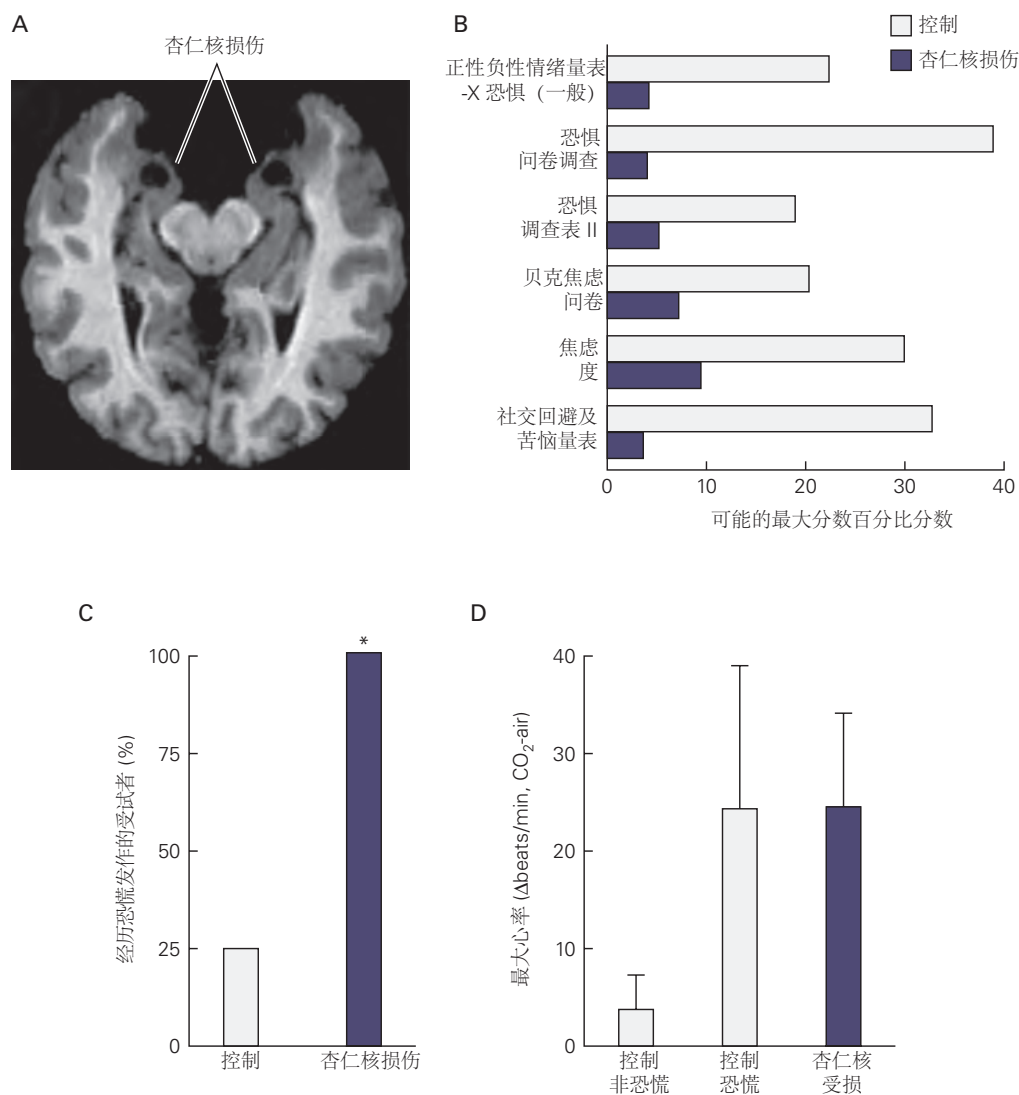 A
杏仁核损伤
B
控制
杏仁核损伤
正性负性情绪量表
-X 恐惧（一般）
恐惧
问卷调查
恐惧
调查表 II
贝克焦虑
问卷
焦虑
度
社交回避及
苦恼量表
0 10 20 30 40
可能的最大分数百分比分数
C
经历恐慌发作的受试者 (%)
100
75
50
25
0
*
控制
杏仁核损伤
D
最大心率 (Δbeats/min, CO₂-air)
40
30
20
10
0
控制
非恐慌
控制
恐慌
杏仁核
受损